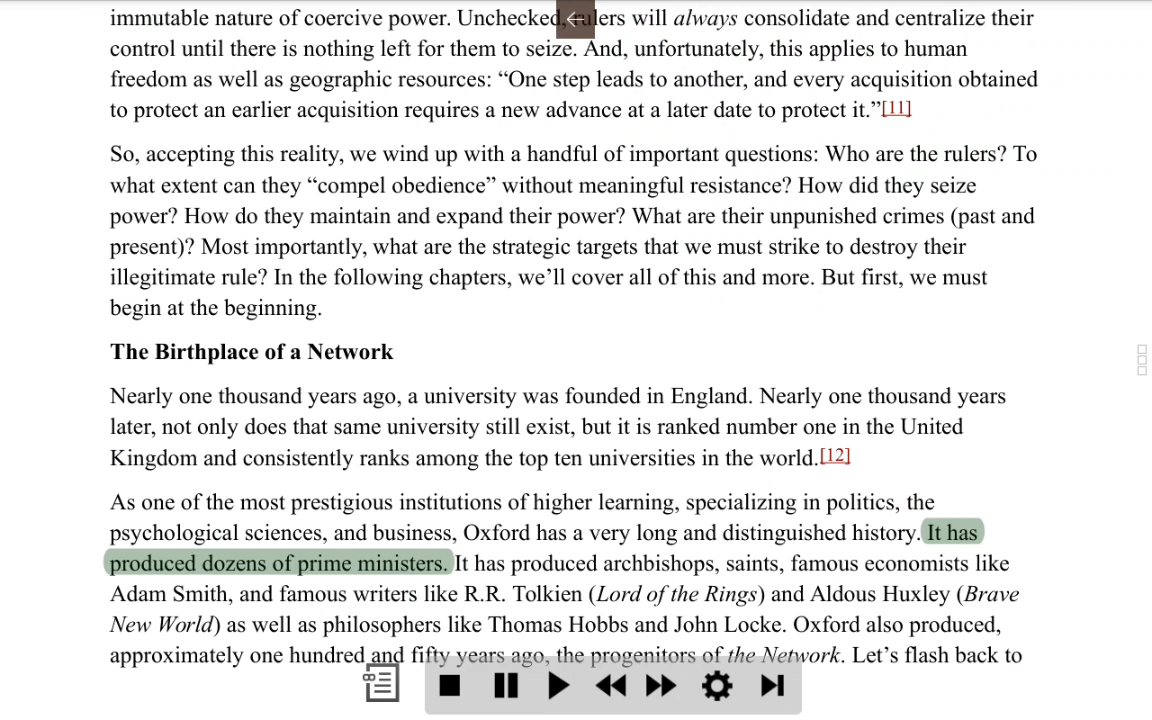 immutable nature of coercive power. Unchecked, rulers will always consolidate and centralize their
control until there is nothing left for them to seize. And, unfortunately, this applies to human
freedom as well as geographic resources: “One step leads to another, and every acquisition obtained
to protect an earlier acquisition requires a new advance at a later date to protect it.”[11]
So, accepting this reality, we wind up with a handful of important questions: Who are the rulers? To
what extent can they “compel obedience” without meaningful resistance? How did they seize
power? How do they maintain and expand their power? What are their unpunished crimes (past and
present)? Most importantly, what are the strategic targets that we must strike to destroy their
illegitimate rule? In the following chapters, we’ll cover all of this and more. But first, we must
begin at the beginning.
The Birthplace of a Network
Nearly one thousand years ago, a university was founded in England. Nearly one thousand years
later, not only does that same university still exist, but it is ranked number one in the United
Kingdom and consistently ranks among the top ten universities in the world.[12]
As one of the most prestigious institutions of higher learning, specializing in politics, the
psychological sciences, and business, Oxford has a very long and distinguished history. It has
produced dozens of prime ministers. It has produced archbishops, saints, famous economists like
Adam Smith, and famous writers like R.R. Tolkien (Lord of the Rings) and Aldous Huxley (Brave
New World) as well as philosophers like Thomas Hobbs and John Locke. Oxford also produced,
approximately one hundred and fifty years ago, the progenitors of the Network. Let’s flash back to